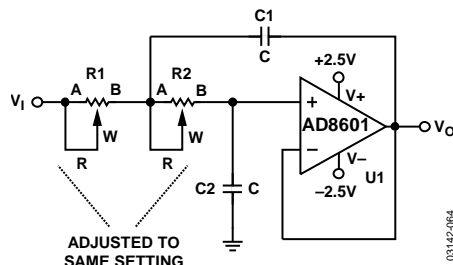 C1
C
R1
R2
+2.5V
A
B
A
B
VI
+
V+
AD8601
VO
W
W
−
V−
R
R
U1
−2.5V
C2
C
ADJUSTED TO
SAME SETTING
03142-064